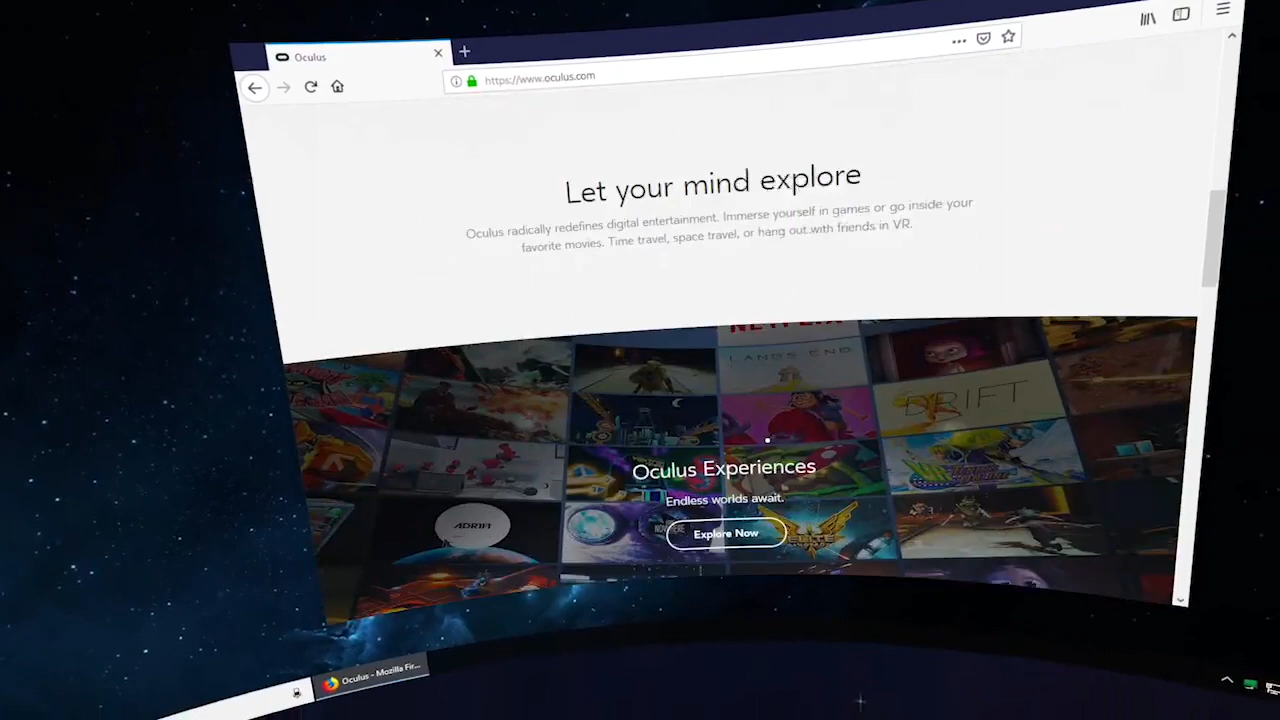 Oculus
https://www.oculus.com
Let your mind explore
Oculus radically redefines digital entertainment. Immerse yourself in games or go inside your
favorite movies. Time travel, space travel, or hang out with friends in VR.
NETFLIX
LANDS END
DRIFT
Oculus Experiences
Endless worlds await.
ADR1FT
Explore Now
ELITE
Oculus - Mozilla Fir...